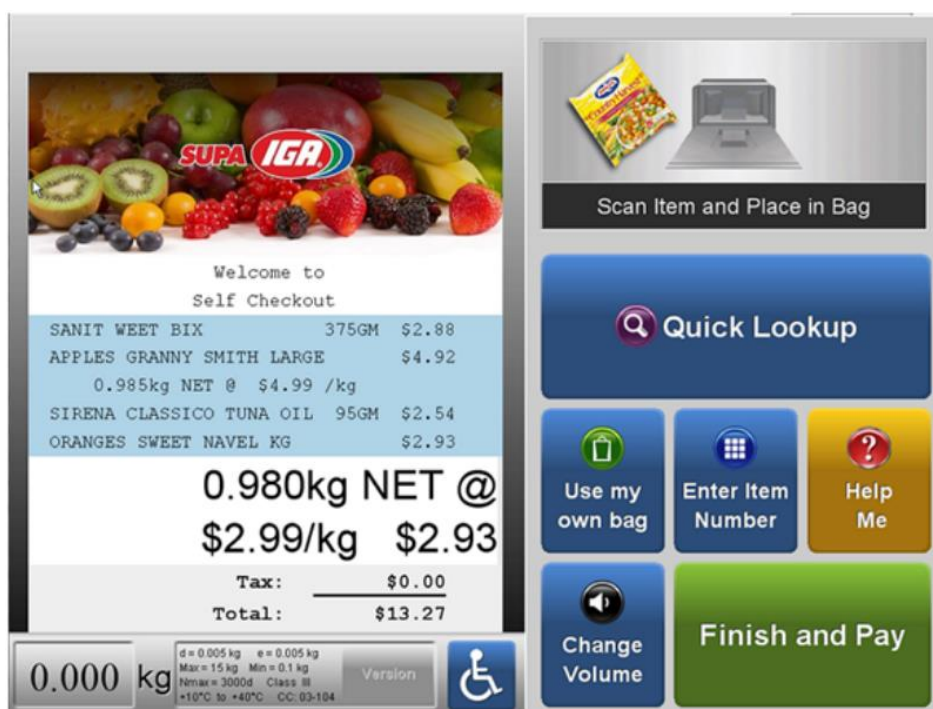 SUPA IGA
Welcome to
Self Checkout
SANIT WEET BIX 375GM $2.88
APPLES GRANNY SMITH LARGE $4.92
0.985kg NET @ $4.99 /kg
SIRENA CLASSICO TUNA OIL 95GM $2.54
ORANGES SWEET NAVEL KG $2.93
0.980kg NET @
$2.99/kg $2.93
Tax: $0.00
Total: $13.27
0.000 kg
d = 0.005 kg e = 0.005 kg
Max = 15 kg Min = 0.1 kg
Nmax = 3000d Class III
+10°C to +40°C CC: 03-104
Version
Country Harvest
Scan Item and Place in Bag
Quick Lookup
Use my
own bag
Enter Item
Number
Help
Me
Change
Volume
Finish and Pay